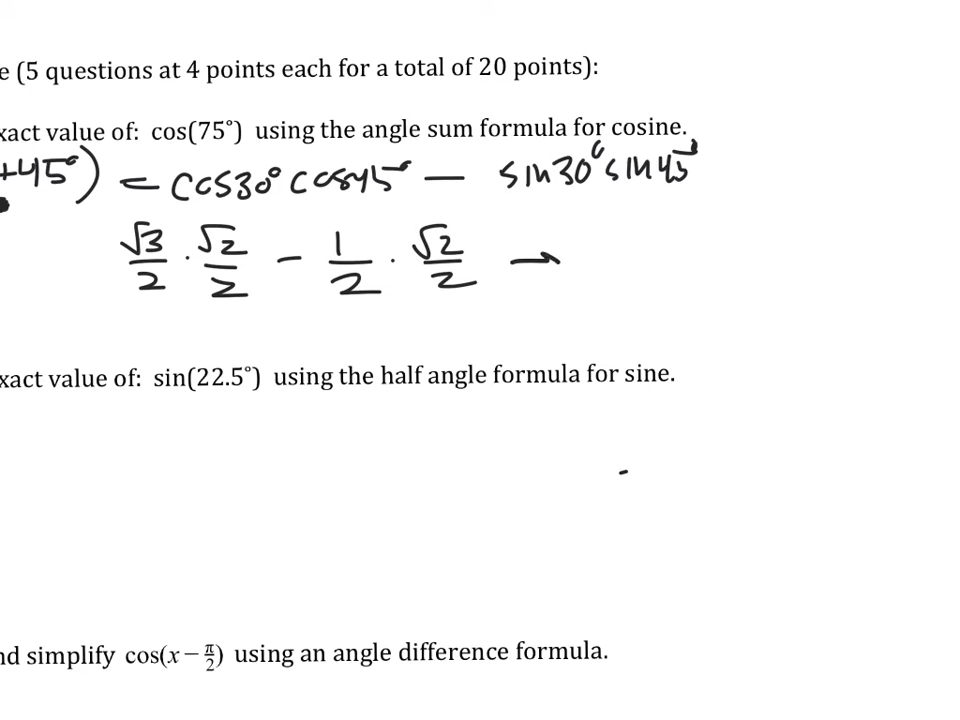 e (5 questions at 4 points each for a total of 20 points):
xact value of: cos(75°) using the angle sum formula for cosine.
+45°) = cos30° cos45° − sin30° sin45°
√3/2 · √2/2 − 1/2 · √2/2 →
xact value of: sin(22.5°) using the half angle formula for sine.
nd simplify cos(x − π/2) using an angle difference formula.